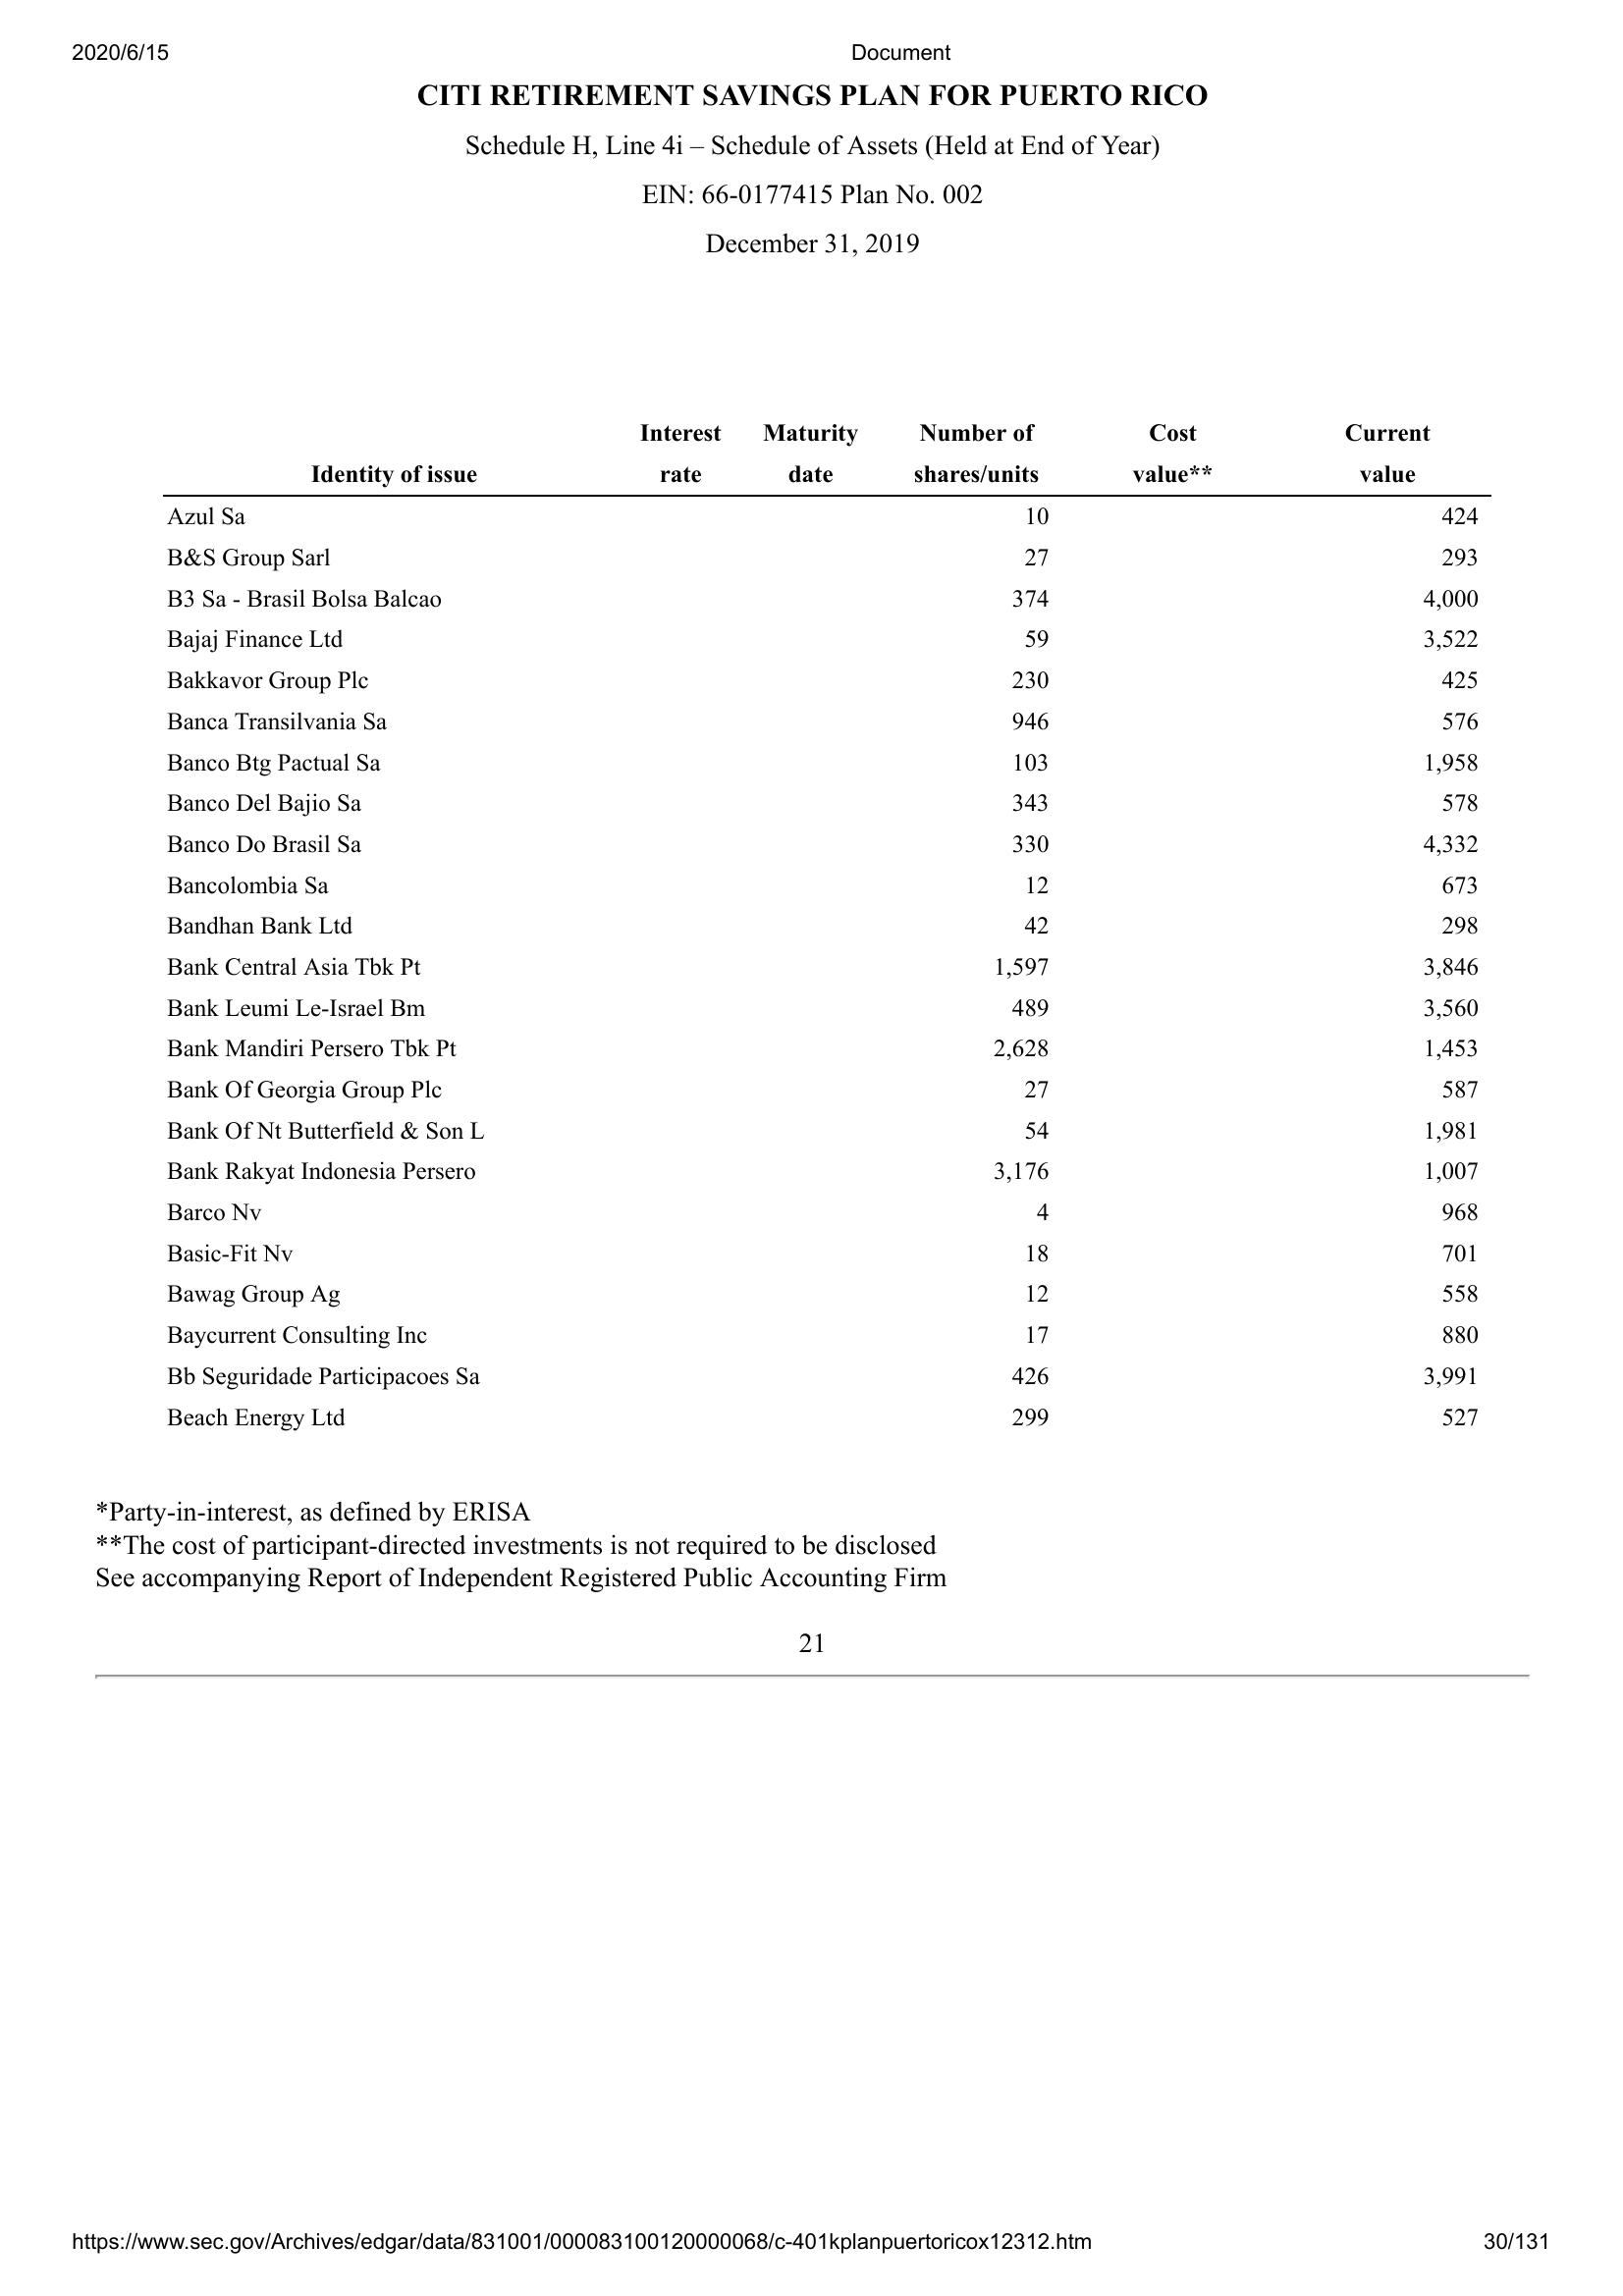 2020/6/15 Document
CITI RETIREMENT SAVINGS PLAN FOR PUERTO RICO
Schedule H, Line 4i – Schedule of Assets (Held at End of Year)
EIN: 66-0177415 Plan No. 002
December 31, 2019
Interest Maturity Number of Cost Current
Identity of issue rate date shares/units value** value
Azul Sa 10 424
B&S Group Sarl 27 293
B3 Sa - Brasil Bolsa Balcao 374 4,000
Bajaj Finance Ltd 59 3,522
Bakkavor Group Plc 230 425
Banca Transilvania Sa 946 576
Banco Btg Pactual Sa 103 1,958
Banco Del Bajio Sa 343 578
Banco Do Brasil Sa 330 4,332
Bancolombia Sa 12 673
Bandhan Bank Ltd 42 298
Bank Central Asia Tbk Pt 1,597 3,846
Bank Leumi Le-Israel Bm 489 3,560
Bank Mandiri Persero Tbk Pt 2,628 1,453
Bank Of Georgia Group Plc 27 587
Bank Of Nt Butterfield & Son L 54 1,981
Bank Rakyat Indonesia Persero 3,176 1,007
Barco Nv 4 968
Basic-Fit Nv 18 701
Bawag Group Ag 12 558
Baycurrent Consulting Inc 17 880
Bb Seguridade Participacoes Sa 426 3,991
Beach Energy Ltd 299 527
*Party-in-interest, as defined by ERISA
**The cost of participant-directed investments is not required to be disclosed
See accompanying Report of Independent Registered Public Accounting Firm
21
https://www.sec.gov/Archives/edgar/data/831001/000083100120000068/c-401kplanpuertoricox12312.htm 30/131